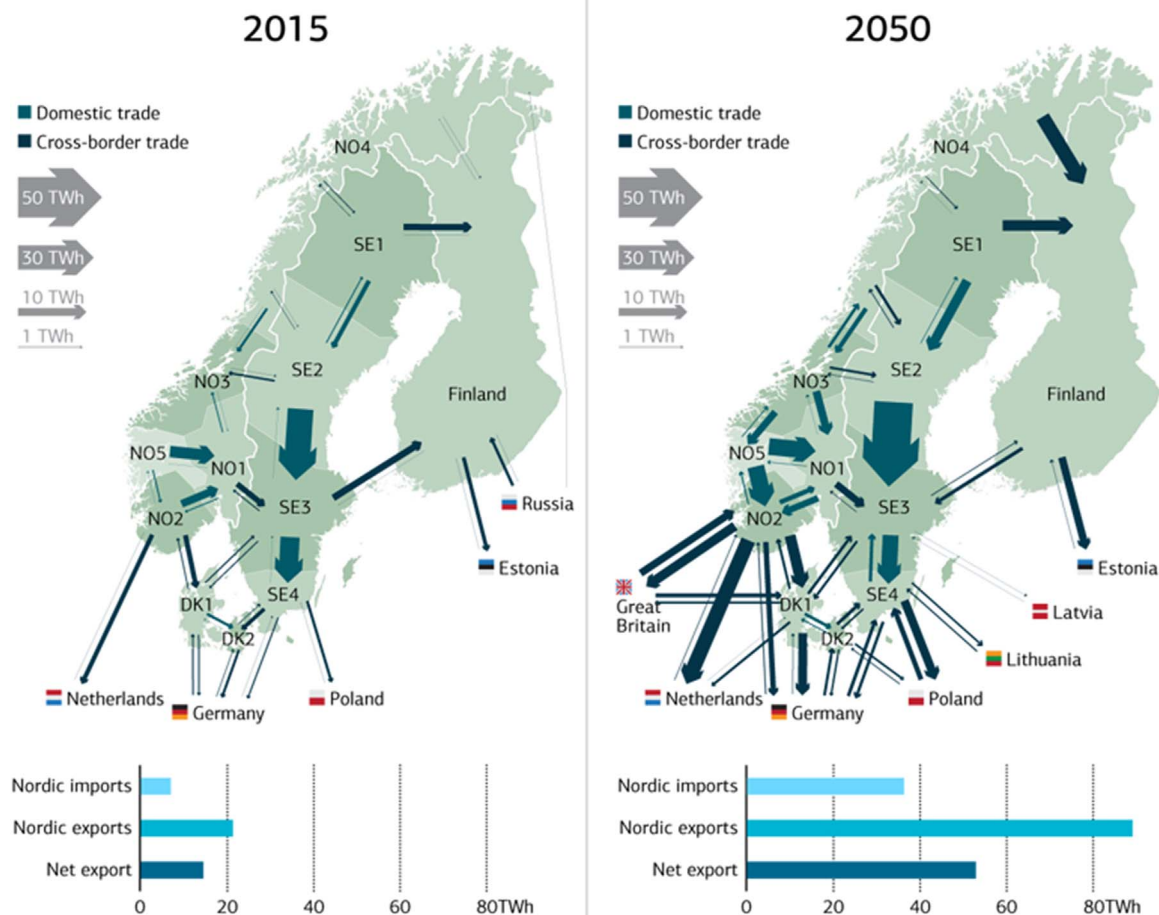 2015
Domestic trade
Cross-border trade
50 TWh
30 TWh
10 TWh
1 TWh
NO4
SE1
SE2
NO3
Finland
NO5
NO1
SE3
NO2
Russia
Estonia
DK1
SE4
DK2
Netherlands
Germany
Poland
Nordic imports
Nordic exports
Net export
0
20
40
60
80TWh
2050
Domestic trade
Cross-border trade
50 TWh
30 TWh
10 TWh
1 TWh
NO4
SE1
SE2
NO3
Finland
NO5
NO1
SE3
NO2
Estonia
Great
Britain
DK1
SE4
Latvia
DK2
Lithuania
Netherlands
Germany
Poland
Nordic imports
Nordic exports
Net export
0
20
40
60
80TWh